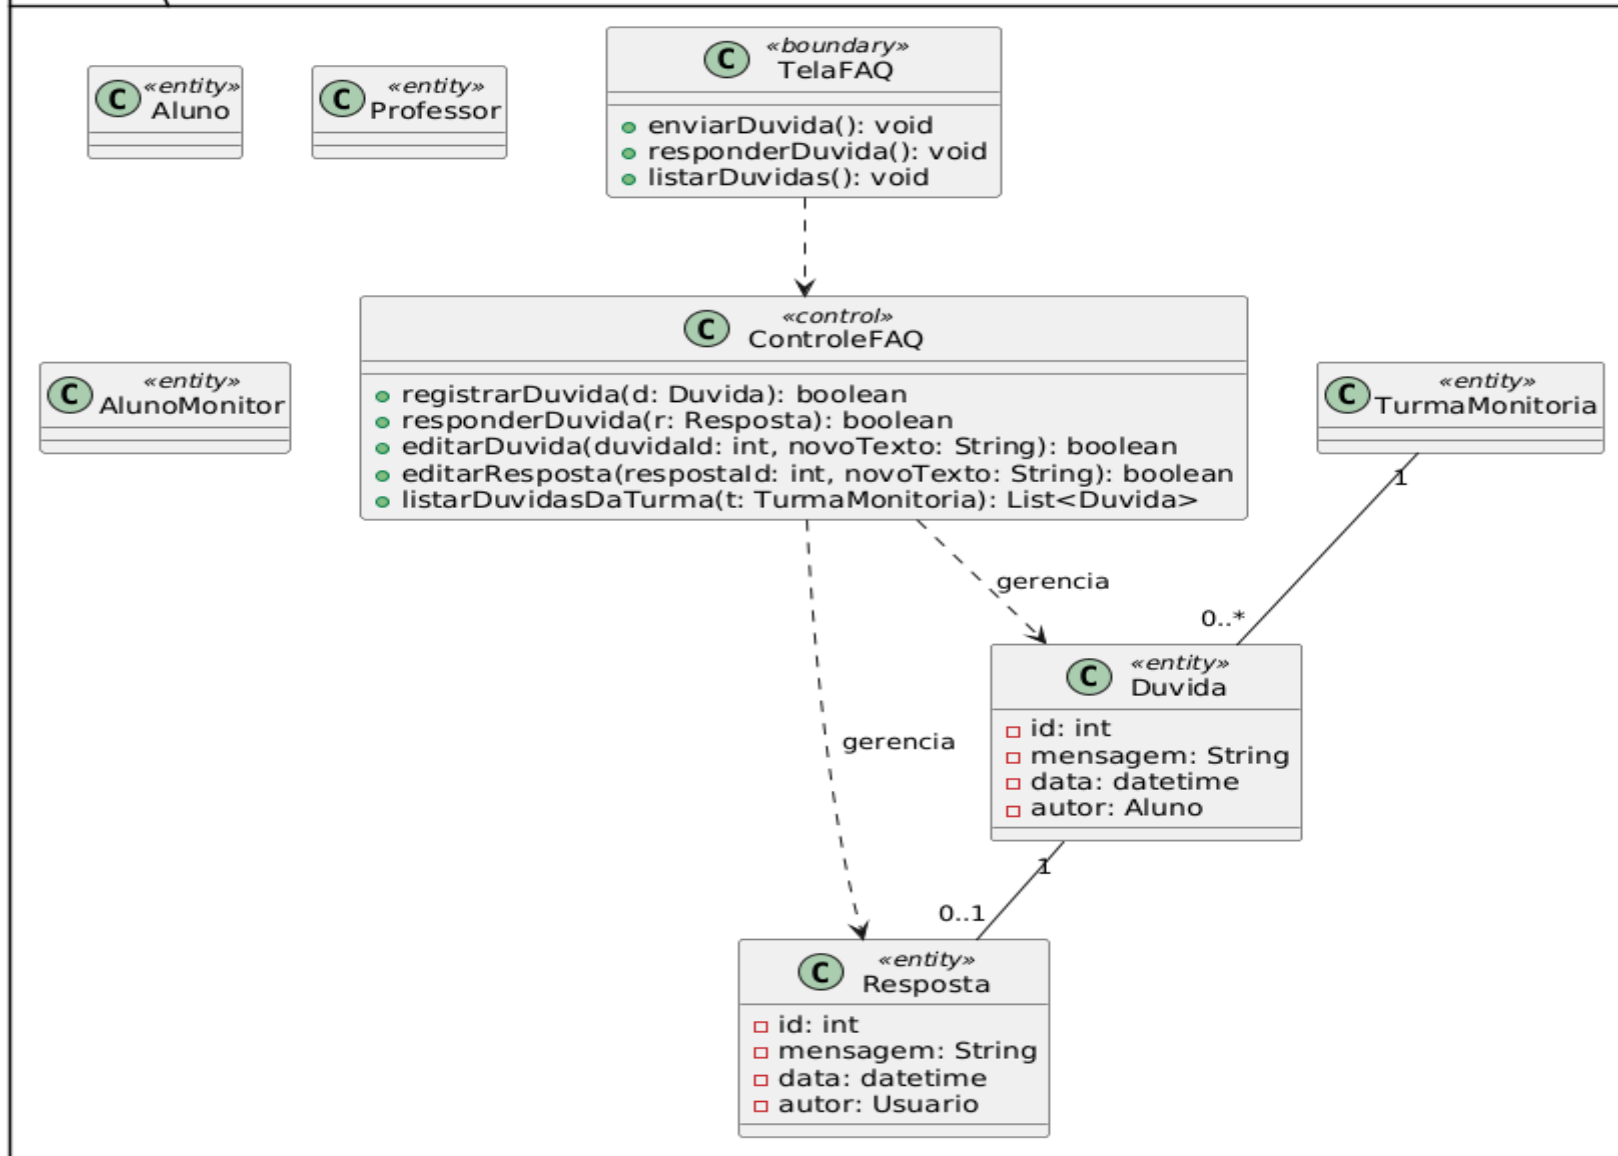 C «entity»
Aluno
C «entity»
Professor
C «boundary»
TelaFAQ
enviarDuvida(): void
responderDuvida(): void
listarDuvidas(): void
C «control»
ControleFAQ
registrarDuvida(d: Duvida): boolean
responderDuvida(r: Resposta): boolean
editarDuvida(duvidaId: int, novoTexto: String): boolean
editarResposta(respostaId: int, novoTexto: String): boolean
listarDuvidasDaTurma(t: TurmaMonitoria): List<Duvida>
C «entity»
AlunoMonitor
C «entity»
TurmaMonitoria
1
gerencia
0..*
C «entity»
Duvida
id: int
mensagem: String
data: datetime
autor: Aluno
gerencia
1
0..1
C «entity»
Resposta
id: int
mensagem: String
data: datetime
autor: Usuario